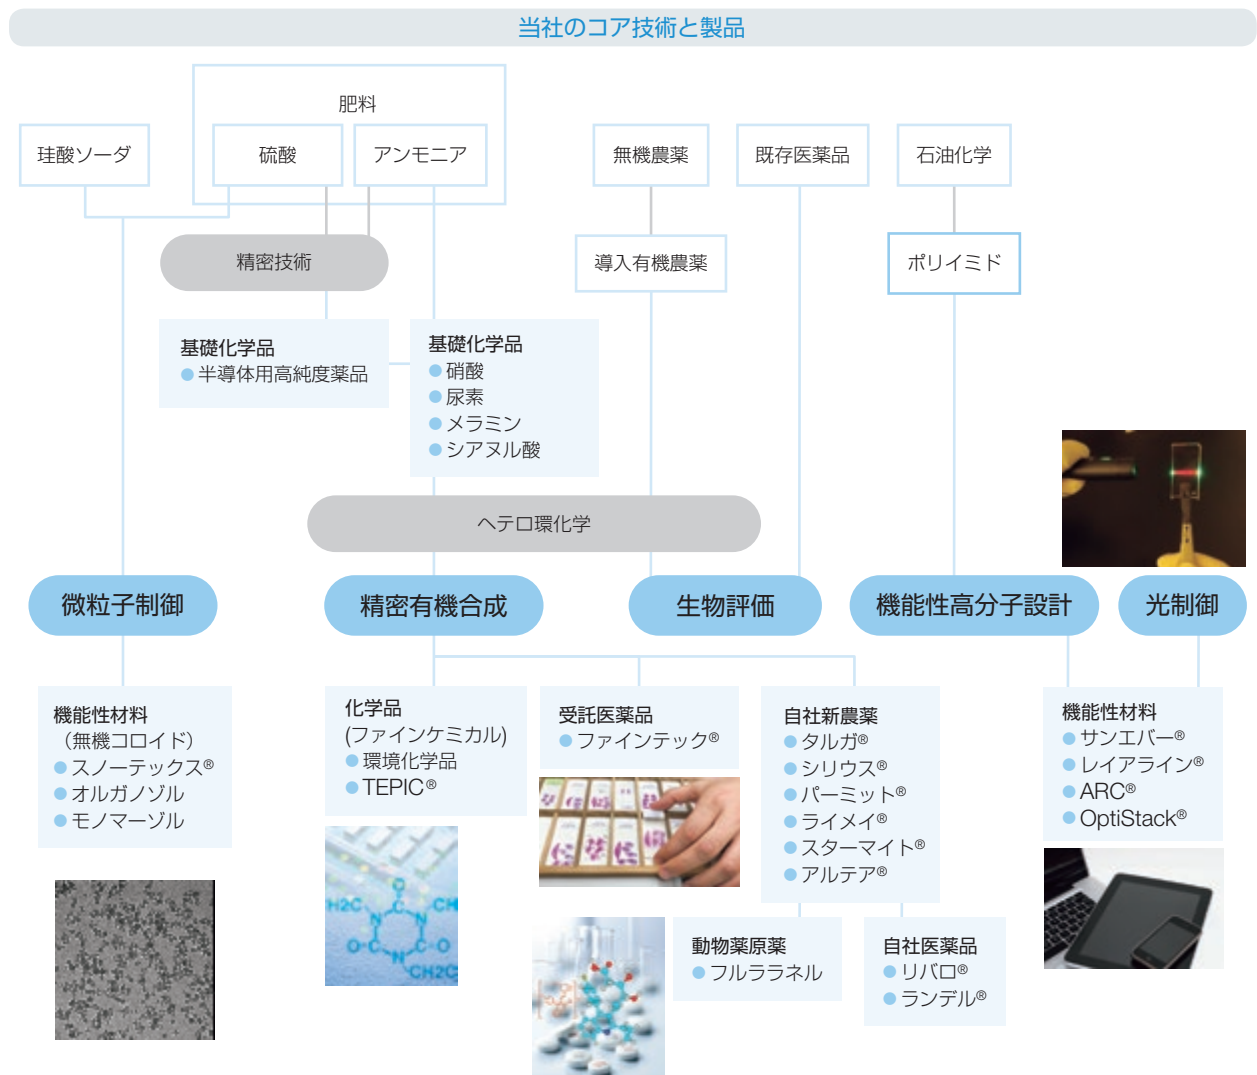 当社のコア技術と製品
肥料
珪酸ソーダ
硫酸
アンモニア
無機農薬
既存医薬品
石油化学
精密技術
導入有機農薬
ポリイミド
基礎化学品
半導体用高純度薬品
基礎化学品
硝酸
尿素
メラミン
シアヌル酸
ヘテロ環化学
微粒子制御
精密有機合成
生物評価
機能性高分子設計
光制御
機能性材料
（無機コロイド）
スノーテックス®
オルガノゾル
モノマーゾル
化学品
(ファインケミカル)
環境化学品
TEPIC®
受託医薬品
ファインテック®
自社新農薬
タルガ®
シリウス®
パーミット®
ライメイ®
スターマイト®
アルテア®
機能性材料
サンエバー®
レイアライン®
ARC®
OptiStack®
動物薬原薬
フルララネル
自社医薬品
リバロ®
ランデル®